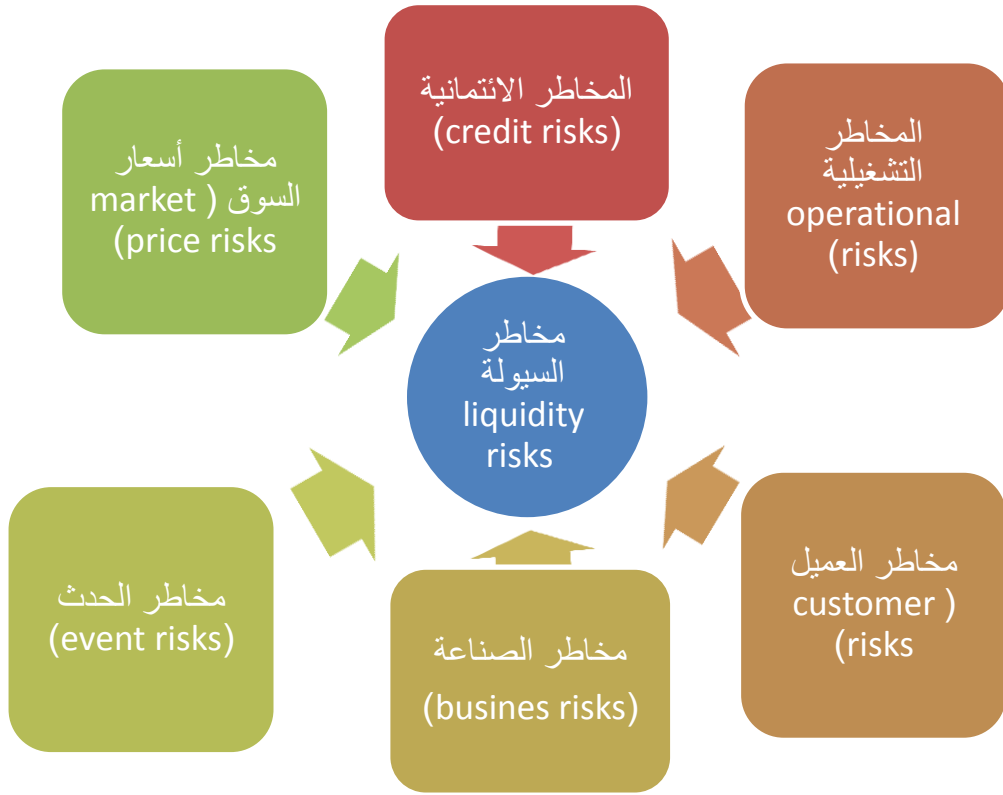 المخاطر الائتمانية
(credit risks)
المخاطر
التشغيلية
operational
(risks)
مخاطر العميل
customer )
(risks
مخاطر الصناعة
(busines risks)
مخاطر الحدث
(event risks)
مخاطر أسعار
السوق ( market
(price risks
مخاطر
السيولة
liquidity
risks